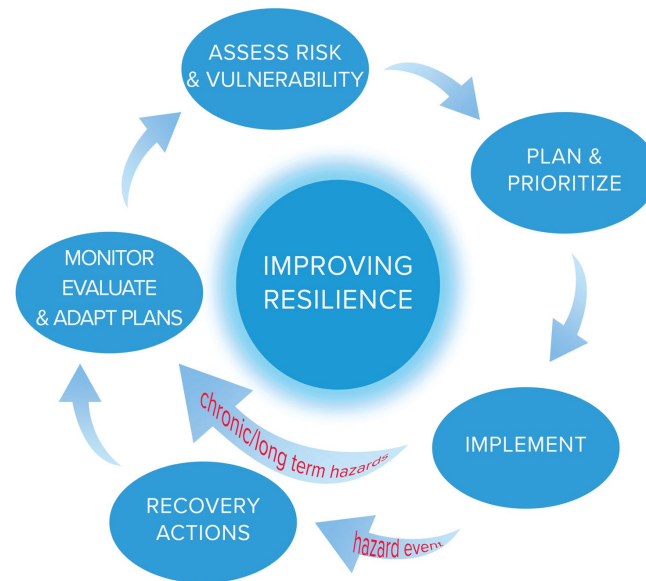 ASSESS RISK
& VULNERABILITY
PLAN &
PRIORITIZE
IMPROVING
RESILIENCE
MONITOR
EVALUATE
& ADAPT PLANS
chronic/long term hazards
IMPLEMENT
RECOVERY
ACTIONS
hazard event